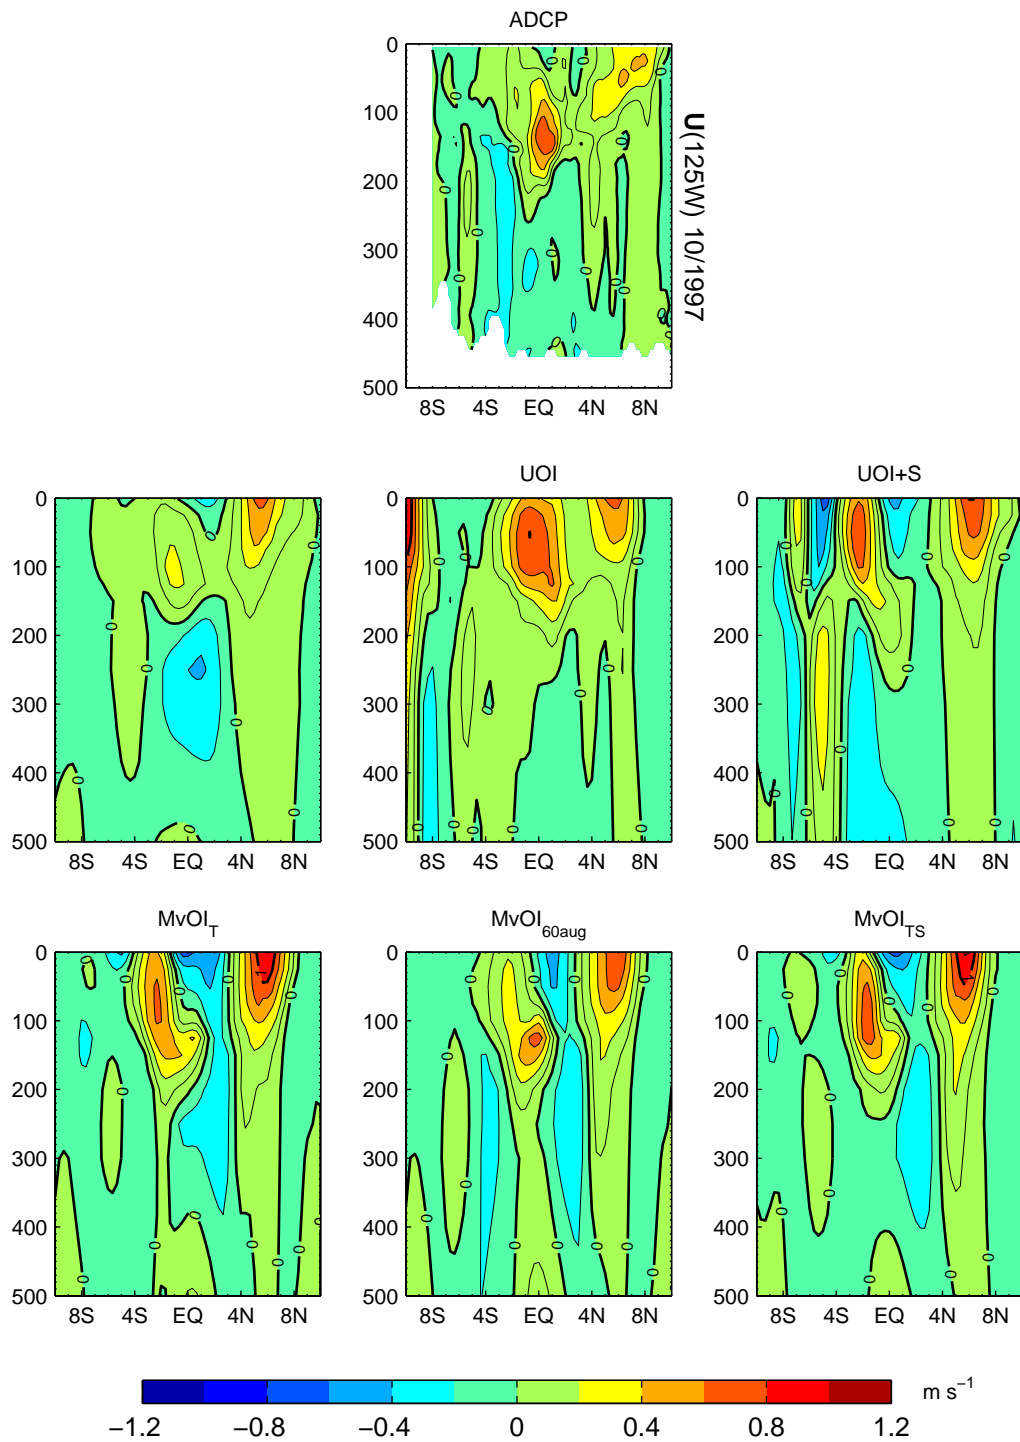 ADCP
0
100
200
300
400
500
8S 4S EQ 4N 8N
U(125W) 10/1997
UOI UOI+S
0 0 0
100 100 100
200 200 200
300 300 300
400 400 400
500 500 500
8S 4S EQ 4N 8N 8S 4S EQ 4N 8N 8S 4S EQ 4N 8N
MvOI_T MvOI_60aug MvOI_TS
0 0 0
100 100 100
200 200 200
300 300 300
400 400 400
500 500 500
8S 4S EQ 4N 8N 8S 4S EQ 4N 8N 8S 4S EQ 4N 8N
m s⁻¹
−1.2 −0.8 −0.4 0 0.4 0.8 1.2